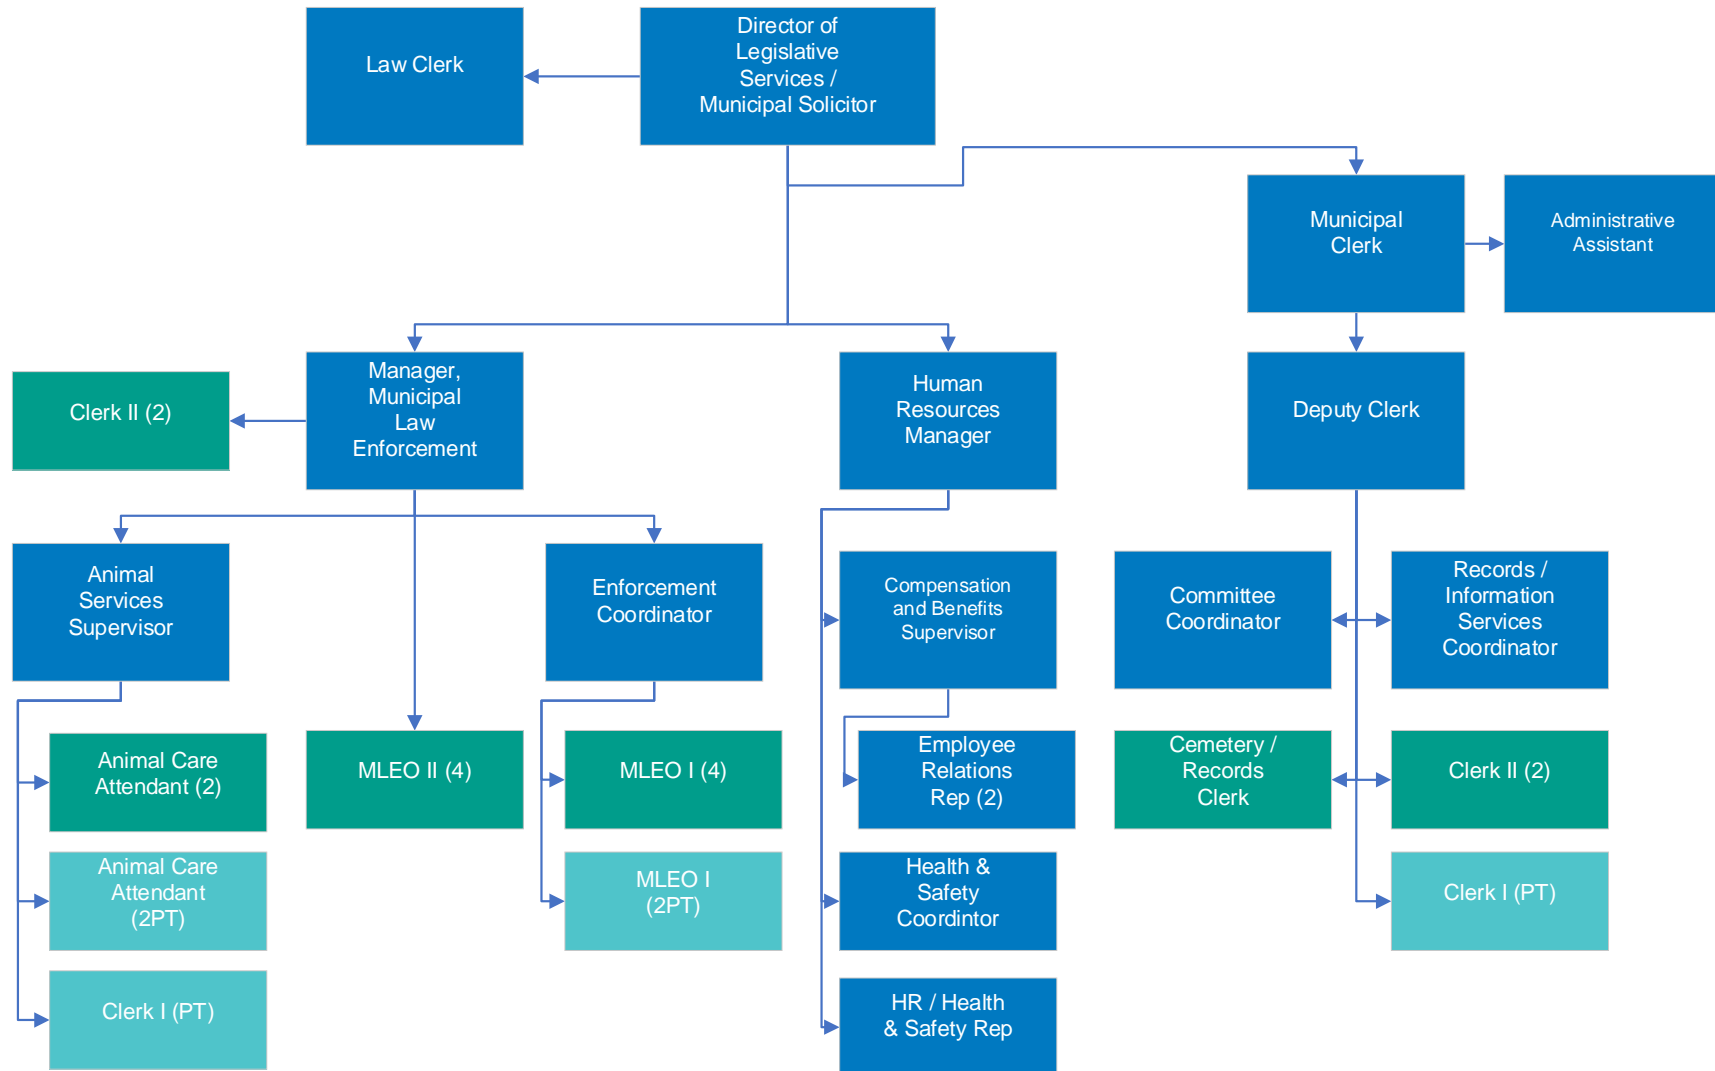 Law Clerk
Director of
Legislative
Services /
Municipal Solicitor
Municipal
Clerk
Administrative
Assistant
Clerk II (2)
Manager,
Municipal
Law
Enforcement
Human
Resources
Manager
Deputy Clerk
Animal
Services
Supervisor
Enforcement
Coordinator
Compensation
and Benefits
Supervisor
Committee
Coordinator
Records /
Information
Services
Coordinator
Animal Care
Attendant (2)
MLEO II (4)
MLEO I (4)
Employee
Relations
Rep (2)
Cemetery /
Records
Clerk
Clerk II (2)
Animal Care
Attendant
(2PT)
MLEO I
(2PT)
Health &
Safety
Coordintor
Clerk I (PT)
Clerk I (PT)
HR / Health
& Safety Rep